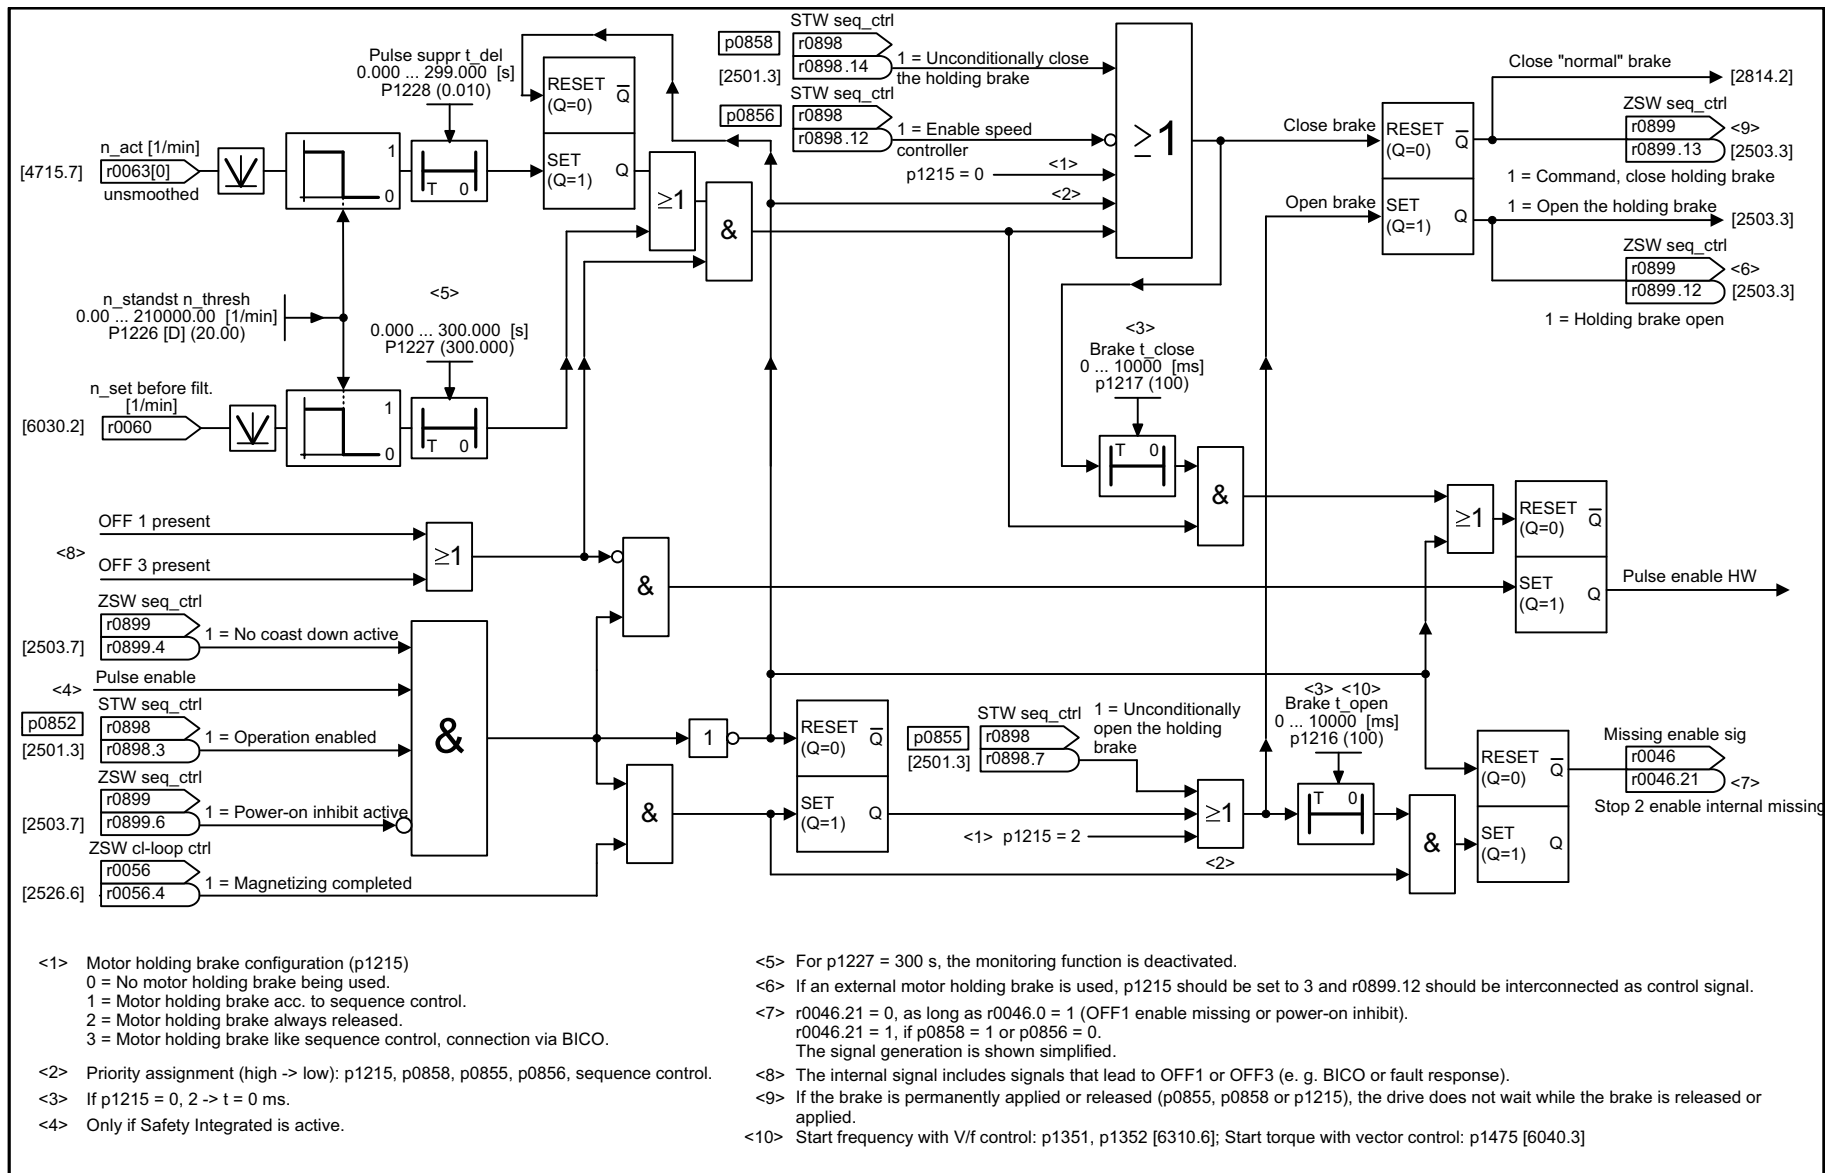 STW seq_ctrl
p0858
r0898
r0898.14
[2501.3]
1 = Unconditionally close
the holding brake
STW seq_ctrl
p0856
r0898
r0898.12
1 = Enable speed
controller
<1>
p1215 = 0
<2>
≥1
Pulse suppr t_del
0.000 ... 299.000 [s]
P1228 (0.010)
RESET
(Q=0)
Q
SET
(Q=1)
Q
n_act [1/min]
[4715.7]
r0063[0]
unsmoothed
1
0
T 0
≥1
&
Close brake
RESET
(Q=0)
Q
Open brake
SET
(Q=1)
Q
Close "normal" brake
[2814.2]
ZSW seq_ctrl
r0899
<9>
r0899.13
[2503.3]
1 = Command, close holding brake
1 = Open the holding brake
[2503.3]
ZSW seq_ctrl
r0899
<6>
r0899.12
[2503.3]
1 = Holding brake open
n_standst n_thresh
0.00 ... 210000.00 [1/min]
P1226 [D] (20.00)
<5>
0.000 ... 300.000 [s]
P1227 (300.000)
n_set before filt.
[1/min]
[6030.2]
r0060
1
0
T 0
<3>
Brake t_close
0 ... 10000 [ms]
p1217 (100)
T 0
&
≥1
RESET
(Q=0)
Q
SET
(Q=1)
Q
Pulse enable HW
OFF 1 present
<8>
OFF 3 present
≥1
&
ZSW seq_ctrl
r0899
r0899.4
[2503.7]
1 = No coast down active
<4>
Pulse enable
STW seq_ctrl
p0852
r0898
r0898.3
[2501.3]
1 = Operation enabled
ZSW seq_ctrl
r0899
r0899.6
[2503.7]
1 = Power-on inhibit active
&
ZSW cl-loop ctrl
r0056
r0056.4
[2526.6]
1 = Magnetizing completed
1
&
RESET
(Q=0)
Q
SET
(Q=1)
Q
STW seq_ctrl
p0855
r0898
r0898.7
[2501.3]
1 = Unconditionally
open the holding
brake
<1> p1215 = 2
≥1
<2>
<3> <10>
Brake t_open
0 ... 10000 [ms]
p1216 (100)
T 0
&
RESET
(Q=0)
Q
SET
(Q=1)
Q
Missing enable sig
r0046
r0046.21
<7>
Stop 2 enable internal missing
<1> Motor holding brake configuration (p1215)
0 = No motor holding brake being used.
1 = Motor holding brake acc. to sequence control.
2 = Motor holding brake always released.
3 = Motor holding brake like sequence control, connection via BICO.
<2> Priority assignment (high -> low): p1215, p0858, p0855, p0856, sequence control.
<3> If p1215 = 0, 2 -> t = 0 ms.
<4> Only if Safety Integrated is active.
<5> For p1227 = 300 s, the monitoring function is deactivated.
<6> If an external motor holding brake is used, p1215 should be set to 3 and r0899.12 should be interconnected as control signal.
<7> r0046.21 = 0, as long as r0046.0 = 1 (OFF1 enable missing or power-on inhibit).
r0046.21 = 1, if p0858 = 1 or p0856 = 0.
The signal generation is shown simplified.
<8> The internal signal includes signals that lead to OFF1 or OFF3 (e. g. BICO or fault response).
<9> If the brake is permanently applied or released (p0855, p0858 or p1215), the drive does not wait while the brake is released or
applied.
<10> Start frequency with V/f control: p1351, p1352 [6310.6]; Start torque with vector control: p1475 [6040.3]